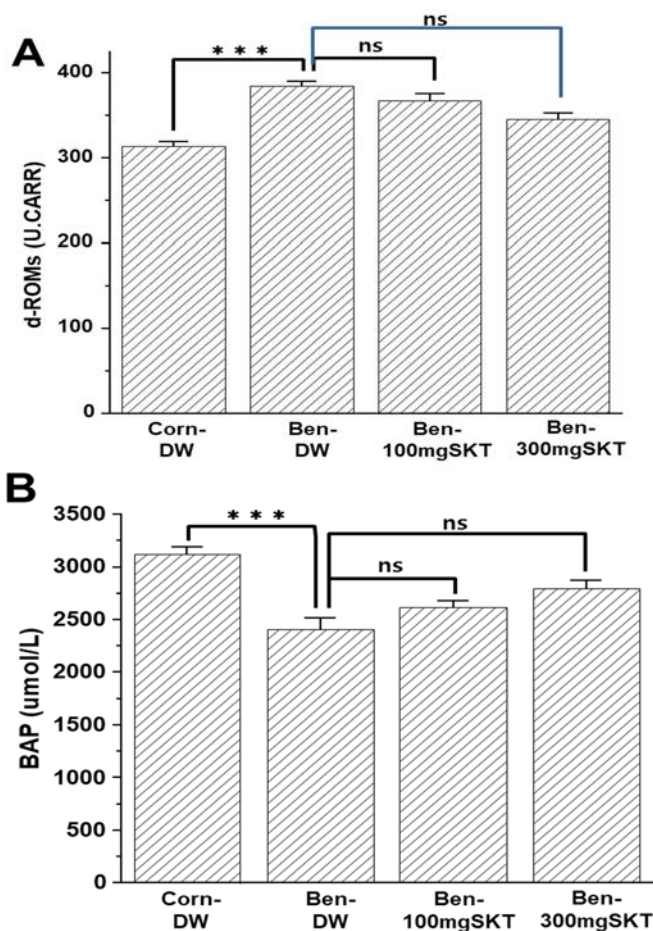 A
ns
* * *
ns
400
300
200
100
0
d-ROMs (U.CARR)
Corn-
DW
Ben-
DW
Ben-
100mgSKT
Ben-
300mgSKT
B
3500
3000
2500
2000
1500
1000
500
0
BAP (umol/L)
* * *
ns
ns
Corn-
DW
Ben-
DW
Ben-
100mgSKT
Ben-
300mgSKT